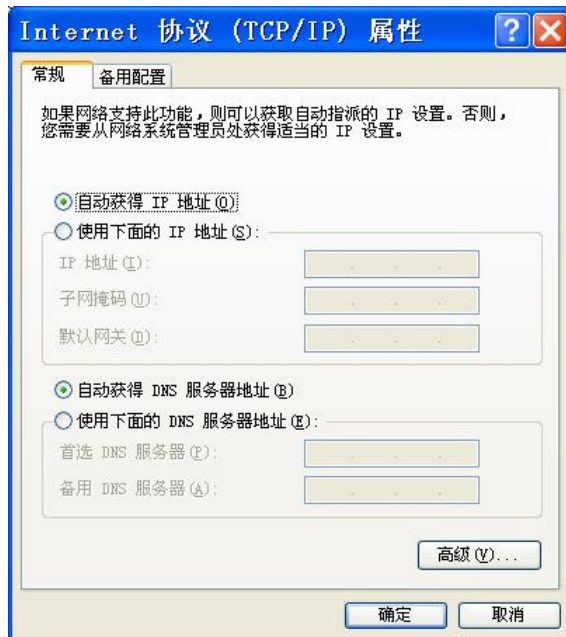 Internet 协议 (TCP/IP) 属性
常规
备用配置
如果网络支持此功能,则可以获取自动指派的 IP 设置。否则,
您需要从网络系统管理员处获得适当的 IP 设置。
自动获得 IP 地址(O)
使用下面的 IP 地址(S):
IP 地址(I):
子网掩码(U):
默认网关(D):
自动获得 DNS 服务器地址(B)
使用下面的 DNS 服务器地址(E):
首选 DNS 服务器(P):
备用 DNS 服务器(A):
高级(V)...
确定
取消